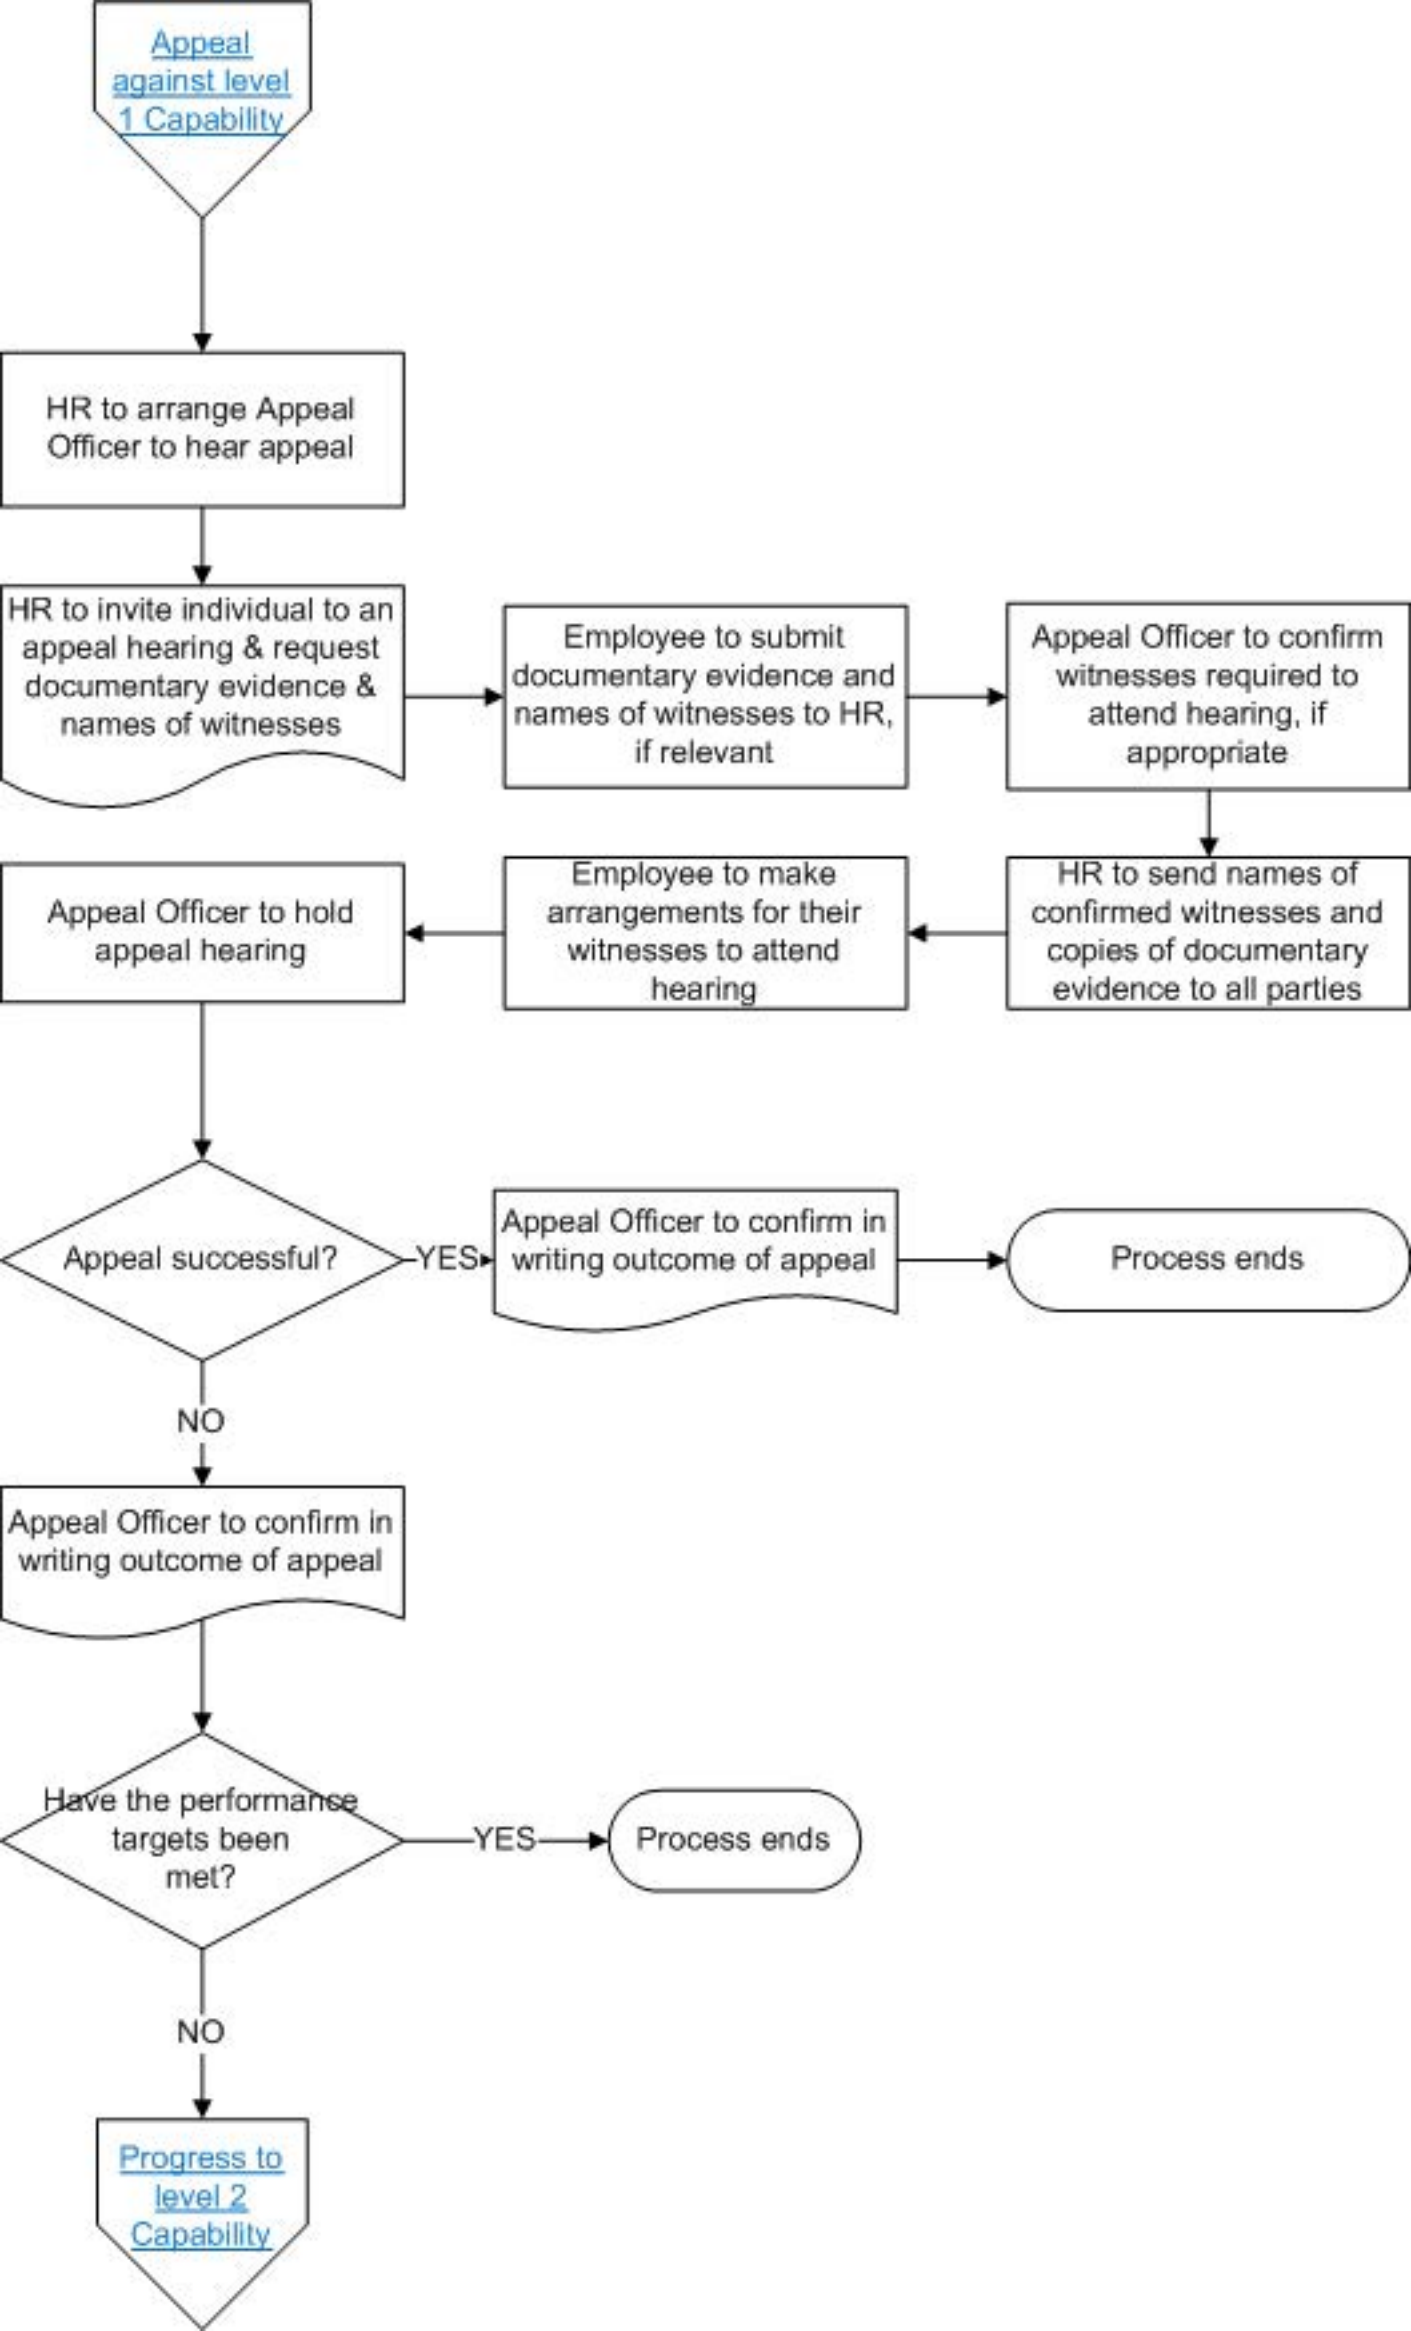 Appeal
against level
1 Capability
HR to arrange Appeal
Officer to hear appeal
HR to invite individual to an
appeal hearing & request
documentary evidence &
names of witnesses
Employee to submit
documentary evidence and
names of witnesses to HR,
if relevant
Appeal Officer to confirm
witnesses required to
attend hearing, if
appropriate
HR to send names of
confirmed witnesses and
copies of documentary
evidence to all parties
Employee to make
arrangements for their
witnesses to attend
hearing
Appeal Officer to hold
appeal hearing
Appeal successful?
YES
Appeal Officer to confirm in
writing outcome of appeal
Process ends
NO
Appeal Officer to confirm in
writing outcome of appeal
Have the performance
targets been
met?
YES
Process ends
NO
Progress to
level 2
Capability